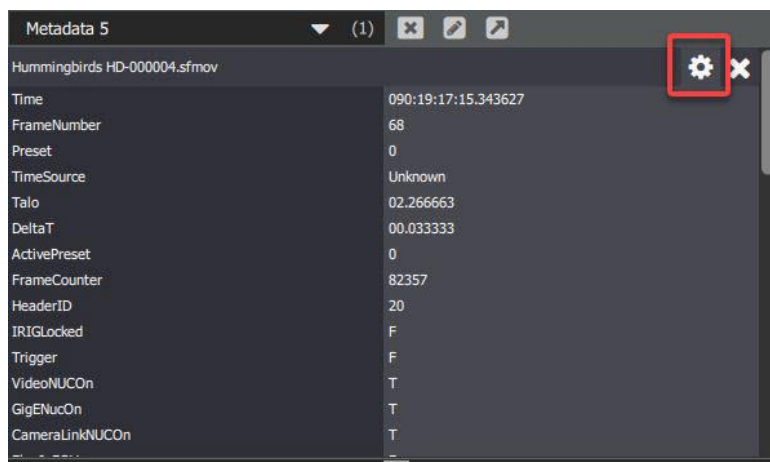 Metadata 5 (1)
Hummingbirds HD-000004.sfmov
Time 090:19:17:15.343627
FrameNumber 68
Preset 0
TimeSource Unknown
Talo 02.266663
DeltaT 00.033333
ActivePreset 0
FrameCounter 82357
HeaderID 20
IRIGLocked F
Trigger F
VideoNUCOn T
GigENucOn T
CameraLinkNUCOn T